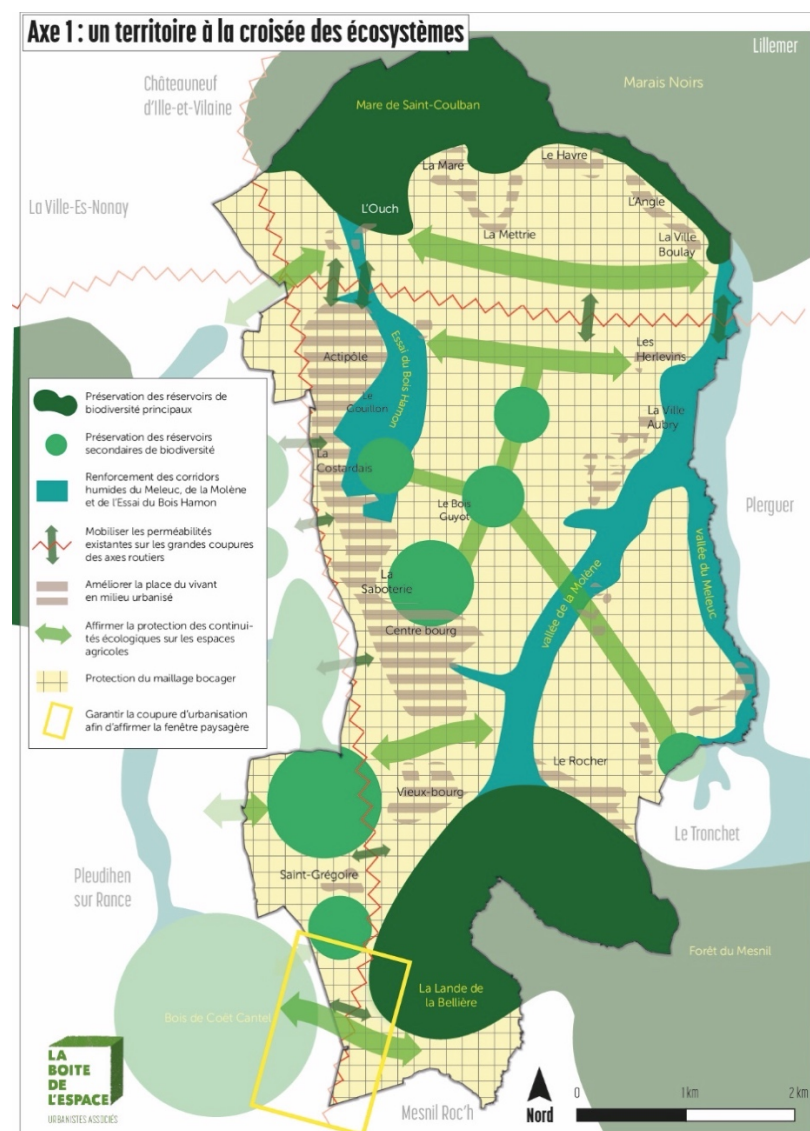 Axe 1 : un territoire à la croisée des écosystèmes
Lillemer
Châteauneuf
d'Ille-et-Vilaine
Marais Noirs
Mare de Saint-Coulban
La Mare
Le Havre
La Ville-Es-Nonay
L'Ouch
L'Angle
La Mettrie
La Ville
Boulay
Actipôle
Essai du Bois Hamon
Les
Herlevins
Le
Gouillon
La Ville
Aubry
La
Costardais
Le Bois
Guyot
Plerguer
vallée du Meleuc
La
Saboterie
vallée de la Molène
Centre bourg
Préservation des réservoirs de
biodiversité principaux
Préservation des réservoirs
secondaires de biodiversité
Renforcement des corridors
humides du Meleuc, de la Molène
et de l'Essai du Bois Hamon
Mobiliser les perméabilités
existantes sur les grandes coupures
des axes routiers
Améliorer la place du vivant
en milieu urbanisé
Affirmer la protection des continui-
tés écologiques sur les espaces
agricoles
Protection du maillage bocager
Garantir la coupure d'urbanisation
afin d'affirmer la fenêtre paysagère
Le Rocher
Vieux-bourg
Le Tronchet
Pleudihen
sur Rance
Saint-Grégoire
Forêt du Mesnil
La Lande de
la Bellière
Bois de Coët Cantel
LA
BOITE
DE
L'ESPACE
URBANISTES ASSOCIÉS
Mesnil Roc'h
Nord
0
1 km
2 km